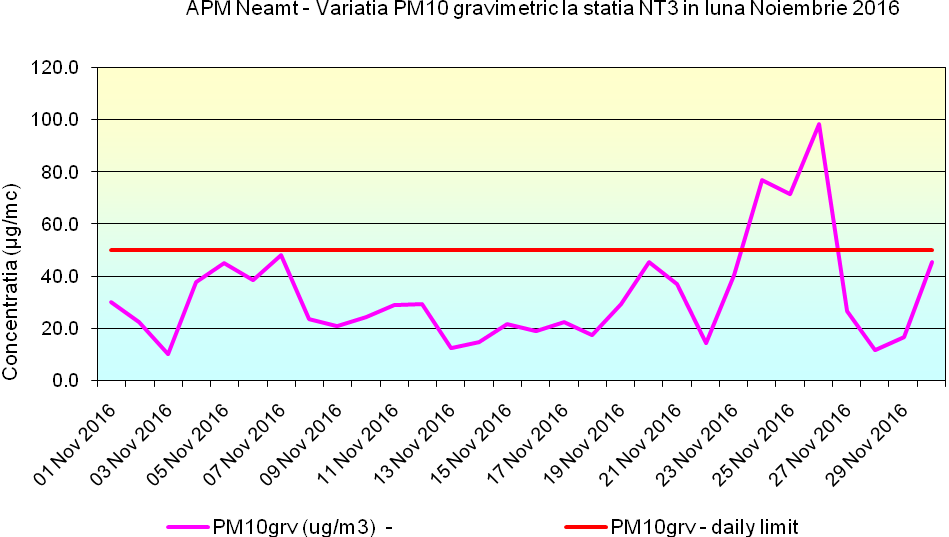 APM Neamt - Variatia PM10 gravimetric la statia NT3 in luna Noiembrie 2016
Concentratia (µg/mc)
120.0
100.0
80.0
60.0
40.0
20.0
0.0
01 Nov 2016
03 Nov 2016
05 Nov 2016
07 Nov 2016
09 Nov 2016
11 Nov 2016
13 Nov 2016
15 Nov 2016
17 Nov 2016
19 Nov 2016
21 Nov 2016
23 Nov 2016
25 Nov 2016
27 Nov 2016
29 Nov 2016
PM10grv (ug/m3) -
PM10grv - daily limit